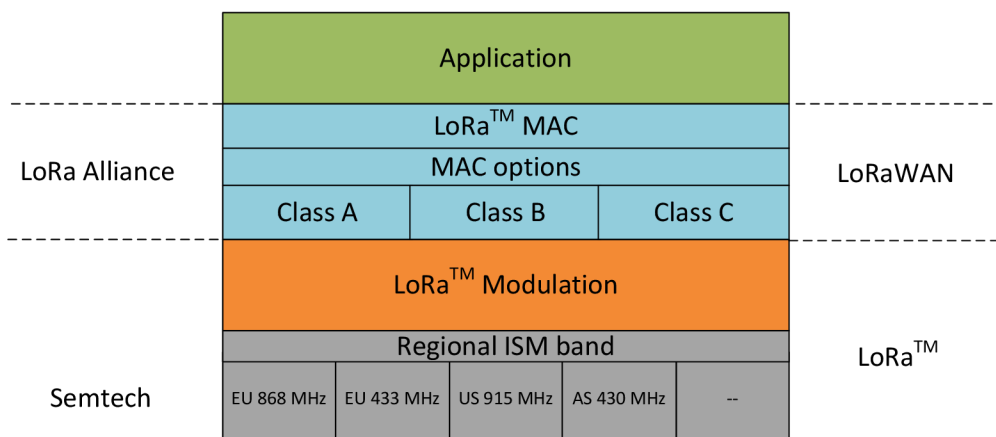 Application
LoRa™ MAC
LoRa Alliance
MAC options
LoRaWAN
Class A
Class B
Class C
LoRa™ Modulation
Regional ISM band
LoRa™
Semtech
EU 868 MHz
EU 433 MHz
US 915 MHz
AS 430 MHz
--